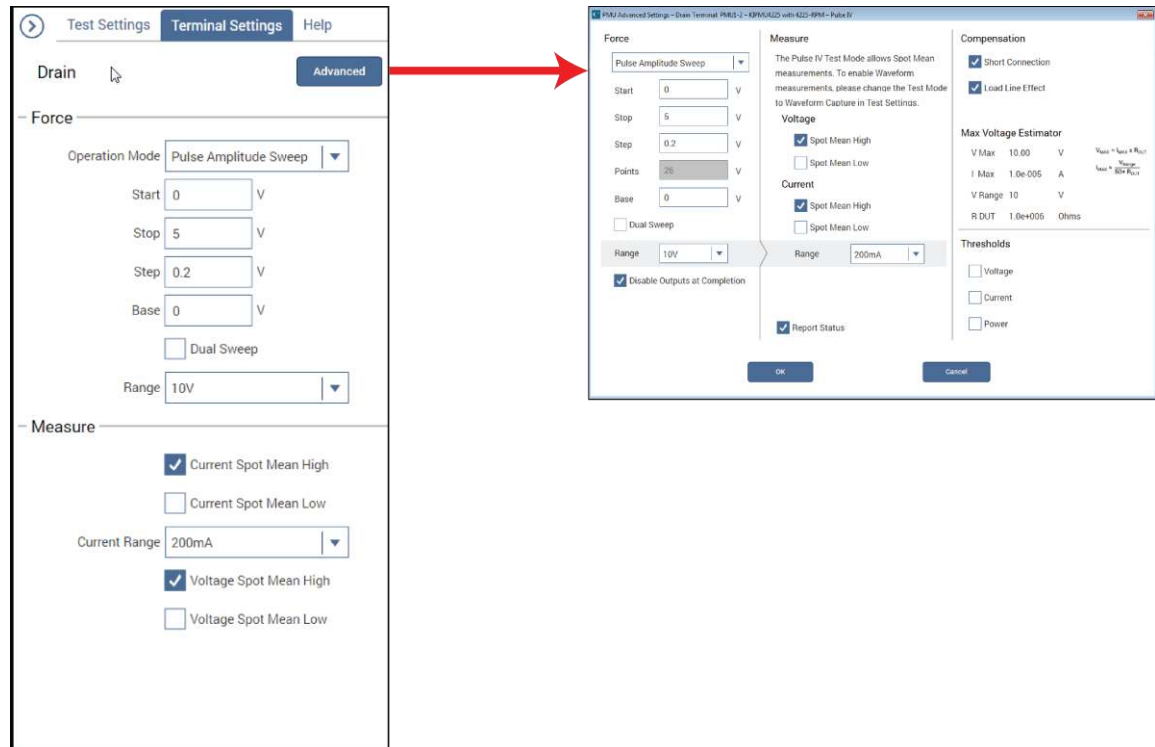 Test Settings Terminal Settings Help
Drain Advanced
Force
Operation Mode Pulse Amplitude Sweep
Start 0 V
Stop 5 V
Step 0.2 V
Base 0 V
Dual Sweep
Range 10V
Measure
Current Spot Mean High
Current Spot Mean Low
Current Range 200mA
Voltage Spot Mean High
Voltage Spot Mean Low
PMU Advanced Settings - Drain Terminal: PMU1-2 - KIPMU4225 with 4225-RPM - Pulse IV
Force
Pulse Amplitude Sweep
Start 0 V
Stop 5 V
Step 0.2 V
Points 26 V
Base 0 V
Dual Sweep
Range 10V
Disable Outputs at Completion
Measure
The Pulse IV Test Mode allows Spot Mean
measurements. To enable Waveform
measurements, please change the Test Mode
to Waveform Capture in Test Settings.
Voltage
Spot Mean High
Spot Mean Low
Current
Spot Mean High
Spot Mean Low
Range 200mA
Report Status
Compensation
Short Connection
Load Line Effect
Max Voltage Estimator
V Max 10.00 V
I Max 1.0e-005 A
V Range 10 V
R DUT 1.0e+006 Ohms
Thresholds
Voltage
Current
Power
OK Cancel